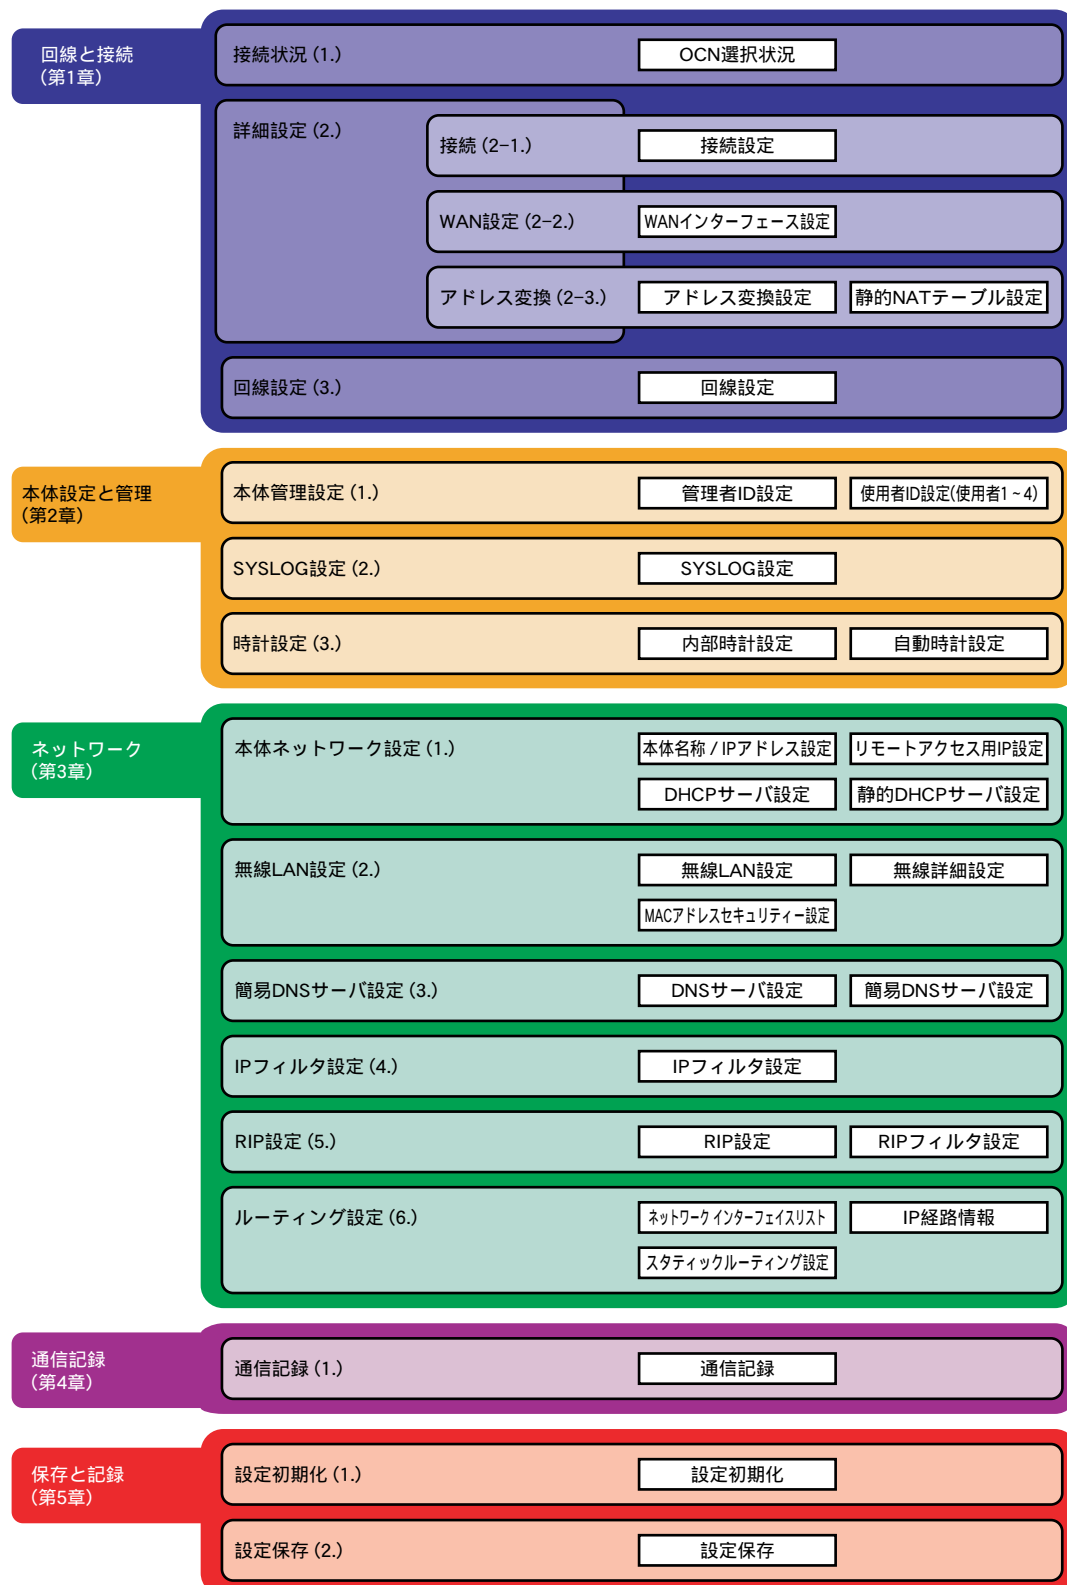 回線と接続
(第1章)
接続状況 (1.)
OCN選択状況
詳細設定 (2.)
接続 (2-1.)
接続設定
WAN設定 (2-2.)
WANインターフェース設定
アドレス変換 (2-3.)
アドレス変換設定
静的NATテーブル設定
回線設定 (3.)
回線設定
本体設定と管理
(第2章)
本体管理設定 (1.)
管理者ID設定
使用者ID設定(使用者1～4)
SYSLOG設定 (2.)
SYSLOG設定
時計設定 (3.)
内部時計設定
自動時計設定
ネットワーク
(第3章)
本体ネットワーク設定 (1.)
本体名称 / IPアドレス設定
リモートアクセス用IP設定
DHCPサーバ設定
静的DHCPサーバ設定
無線LAN設定 (2.)
無線LAN設定
無線詳細設定
MACアドレスセキュリティー設定
簡易DNSサーバ設定 (3.)
DNSサーバ設定
簡易DNSサーバ設定
IPフィルタ設定 (4.)
IPフィルタ設定
RIP設定 (5.)
RIP設定
RIPフィルタ設定
ルーティング設定 (6.)
ネットワーク インターフェイスリスト
IP経路情報
スタティックルーティング設定
通信記録
(第4章)
通信記録 (1.)
通信記録
保存と記録
(第5章)
設定初期化 (1.)
設定初期化
設定保存 (2.)
設定保存